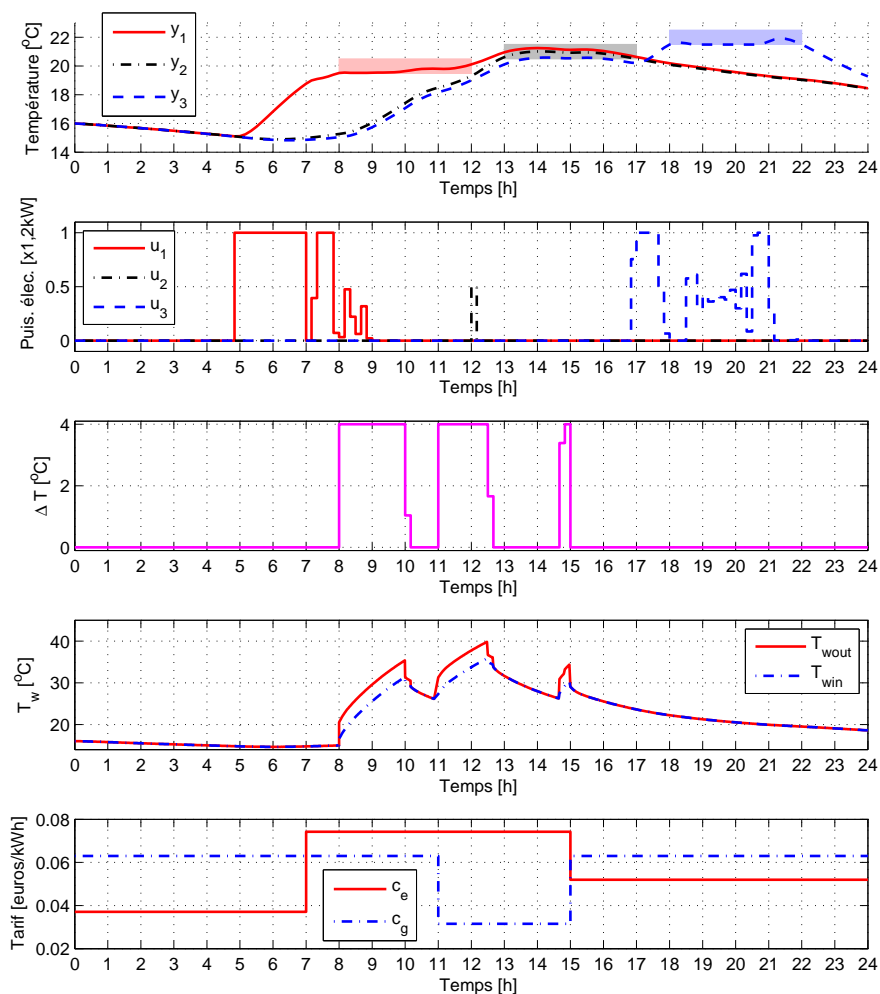 Température [°C]
22
20
18
16
14
y1
y2
y3
0 1 2 3 4 5 6 7 8 9 10 11 12 13 14 15 16 17 18 19 20 21 22 23 24
Temps [h]
Puis. élec. [x1,2kW]
1
0.5
0
u1
u2
u3
0 1 2 3 4 5 6 7 8 9 10 11 12 13 14 15 16 17 18 19 20 21 22 23 24
Temps [h]
Δ T [°C]
4
2
0
0 1 2 3 4 5 6 7 8 9 10 11 12 13 14 15 16 17 18 19 20 21 22 23 24
Temps [h]
Tw [°C]
40
30
20
Twout
Twin
0 1 2 3 4 5 6 7 8 9 10 11 12 13 14 15 16 17 18 19 20 21 22 23 24
Temps [h]
Tarif [euros/kWh]
0.08
0.06
0.04
0.02
ce
cg
0 1 2 3 4 5 6 7 8 9 10 11 12 13 14 15 16 17 18 19 20 21 22 23 24
Temps [h]